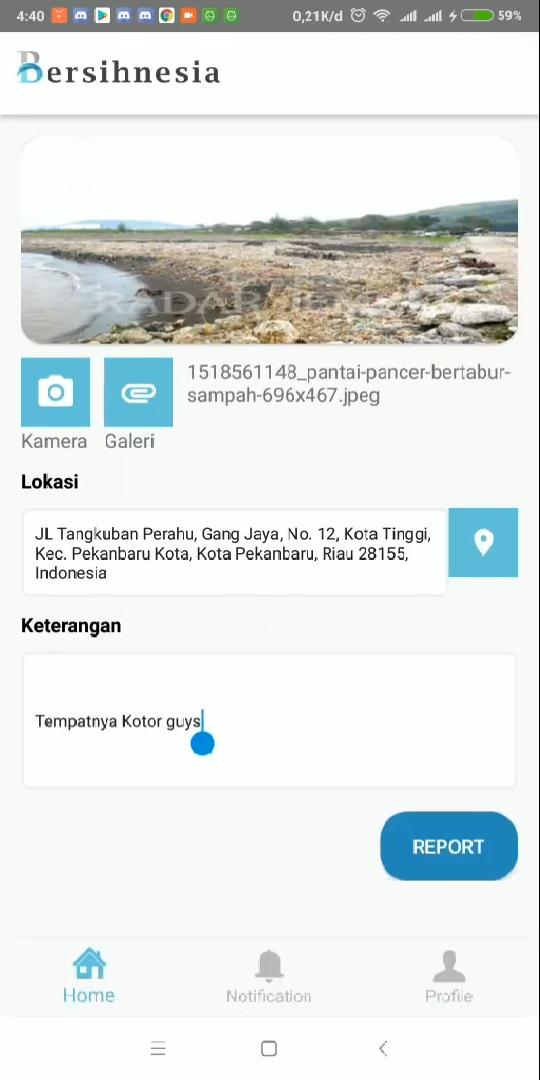 4:40
0,21K/d
59%
Bersihnesia
RADAR JEMBER
1518561148_pantai-pancer-bertabur-
sampah-696x467.jpeg
Kamera
Galeri
Lokasi
JL Tangkuban Perahu, Gang Jaya, No. 12, Kota Tinggi,
Kec. Pekanbaru Kota, Kota Pekanbaru, Riau 28155,
Indonesia
Keterangan
Tempatnya Kotor guys
REPORT
Home
Notification
Profile